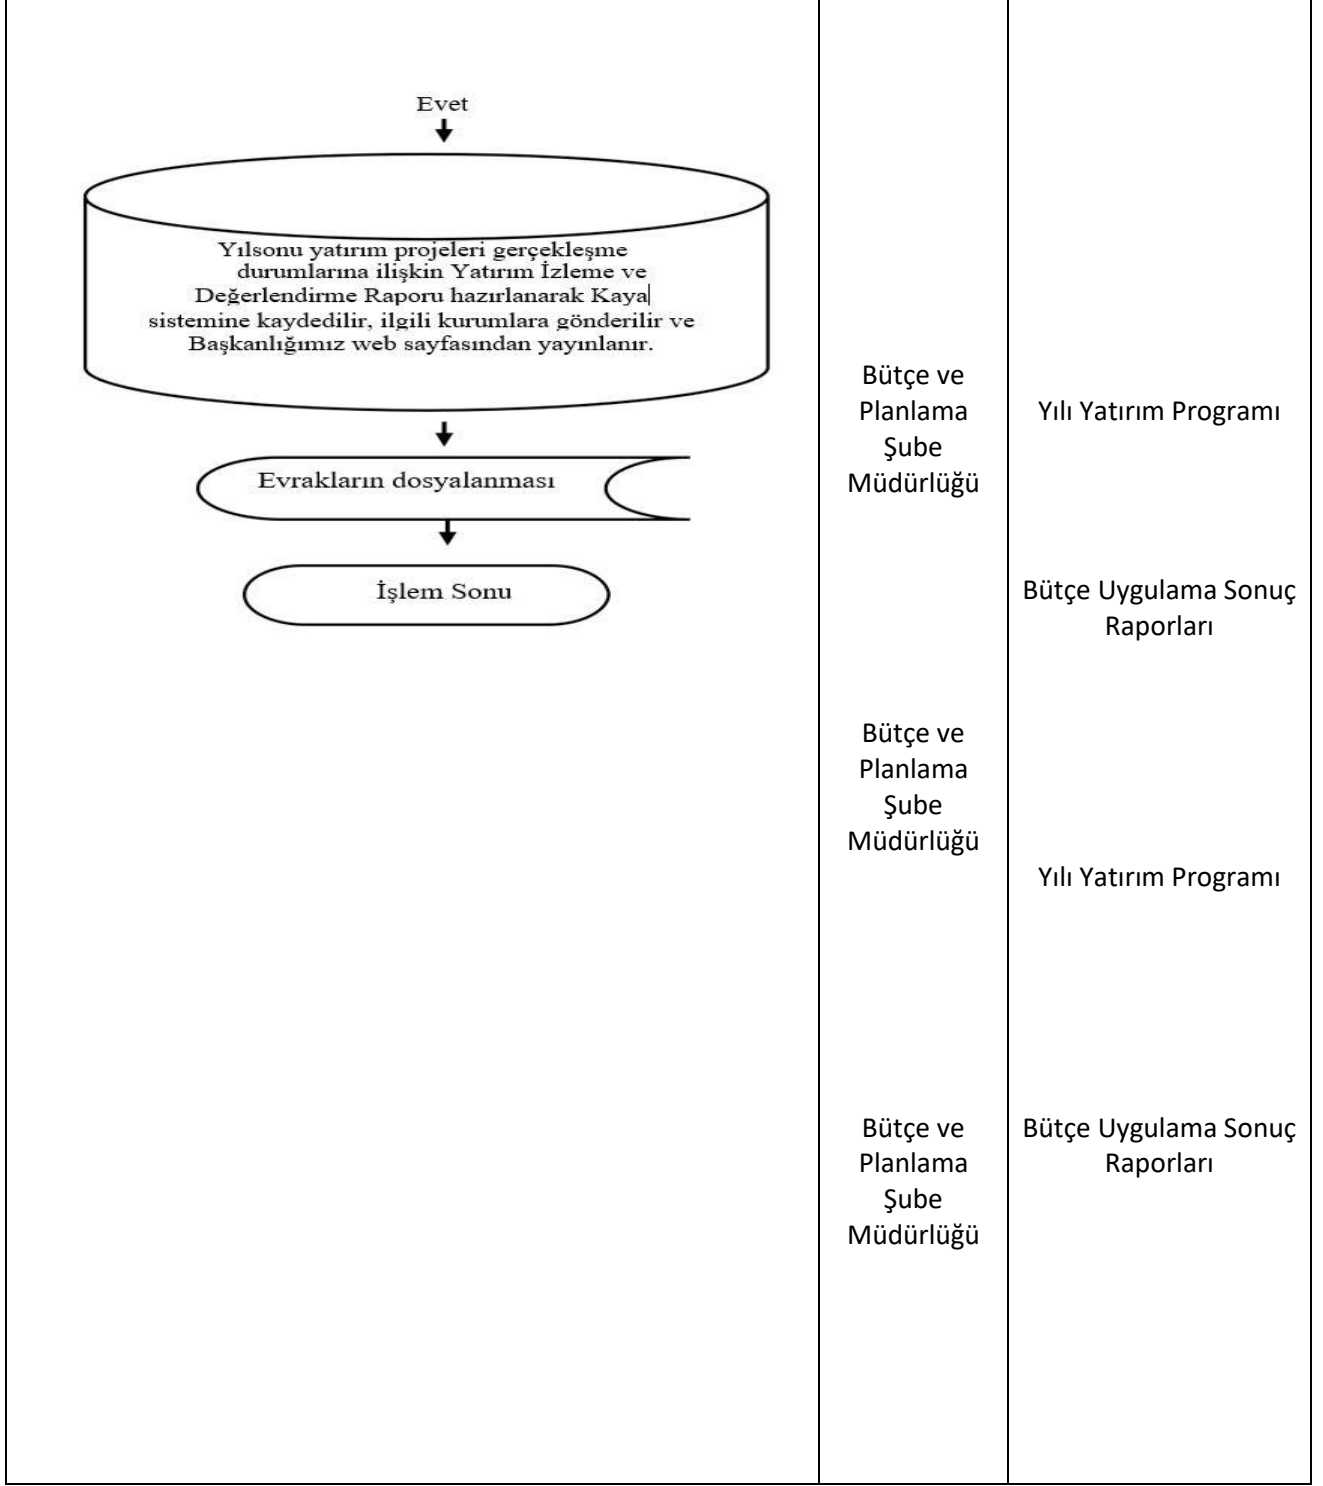 Evet
Yılsonu yatırım projeleri gerçekleşme
durumlarına ilişkin Yatırım İzleme ve
Değerlendirme Raporu hazırlanarak Kaya
sistemine kaydedilir, ilgili kurumlara gönderilir ve
Başkanlığımız web sayfasından yayınlanır.
Evrakların dosyalanması
İşlem Sonu
Bütçe ve
Planlama
Şube
Müdürlüğü
Bütçe ve
Planlama
Şube
Müdürlüğü
Bütçe ve
Planlama
Şube
Müdürlüğü
Yılı Yatırım Programı
Bütçe Uygulama Sonuç
Raporları
Yılı Yatırım Programı
Bütçe Uygulama Sonuç
Raporları